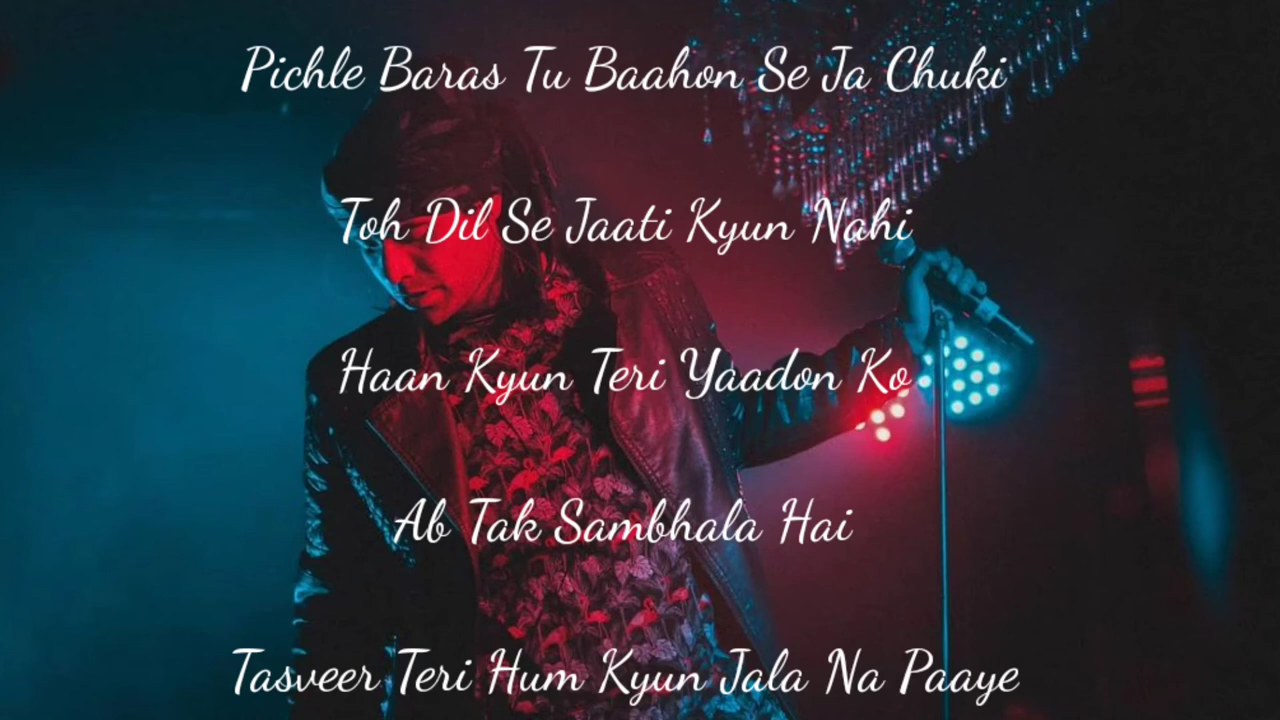 Pichle Baras Tu Baahon Se Ja Chuki
Toh Dil Se Jaati Kyun Nahi
Haan Kyun Teri Yaadon Ko
Ab Tak Sambhala Hai
Tasveer Teri Hum Kyun Jala Na Paaye